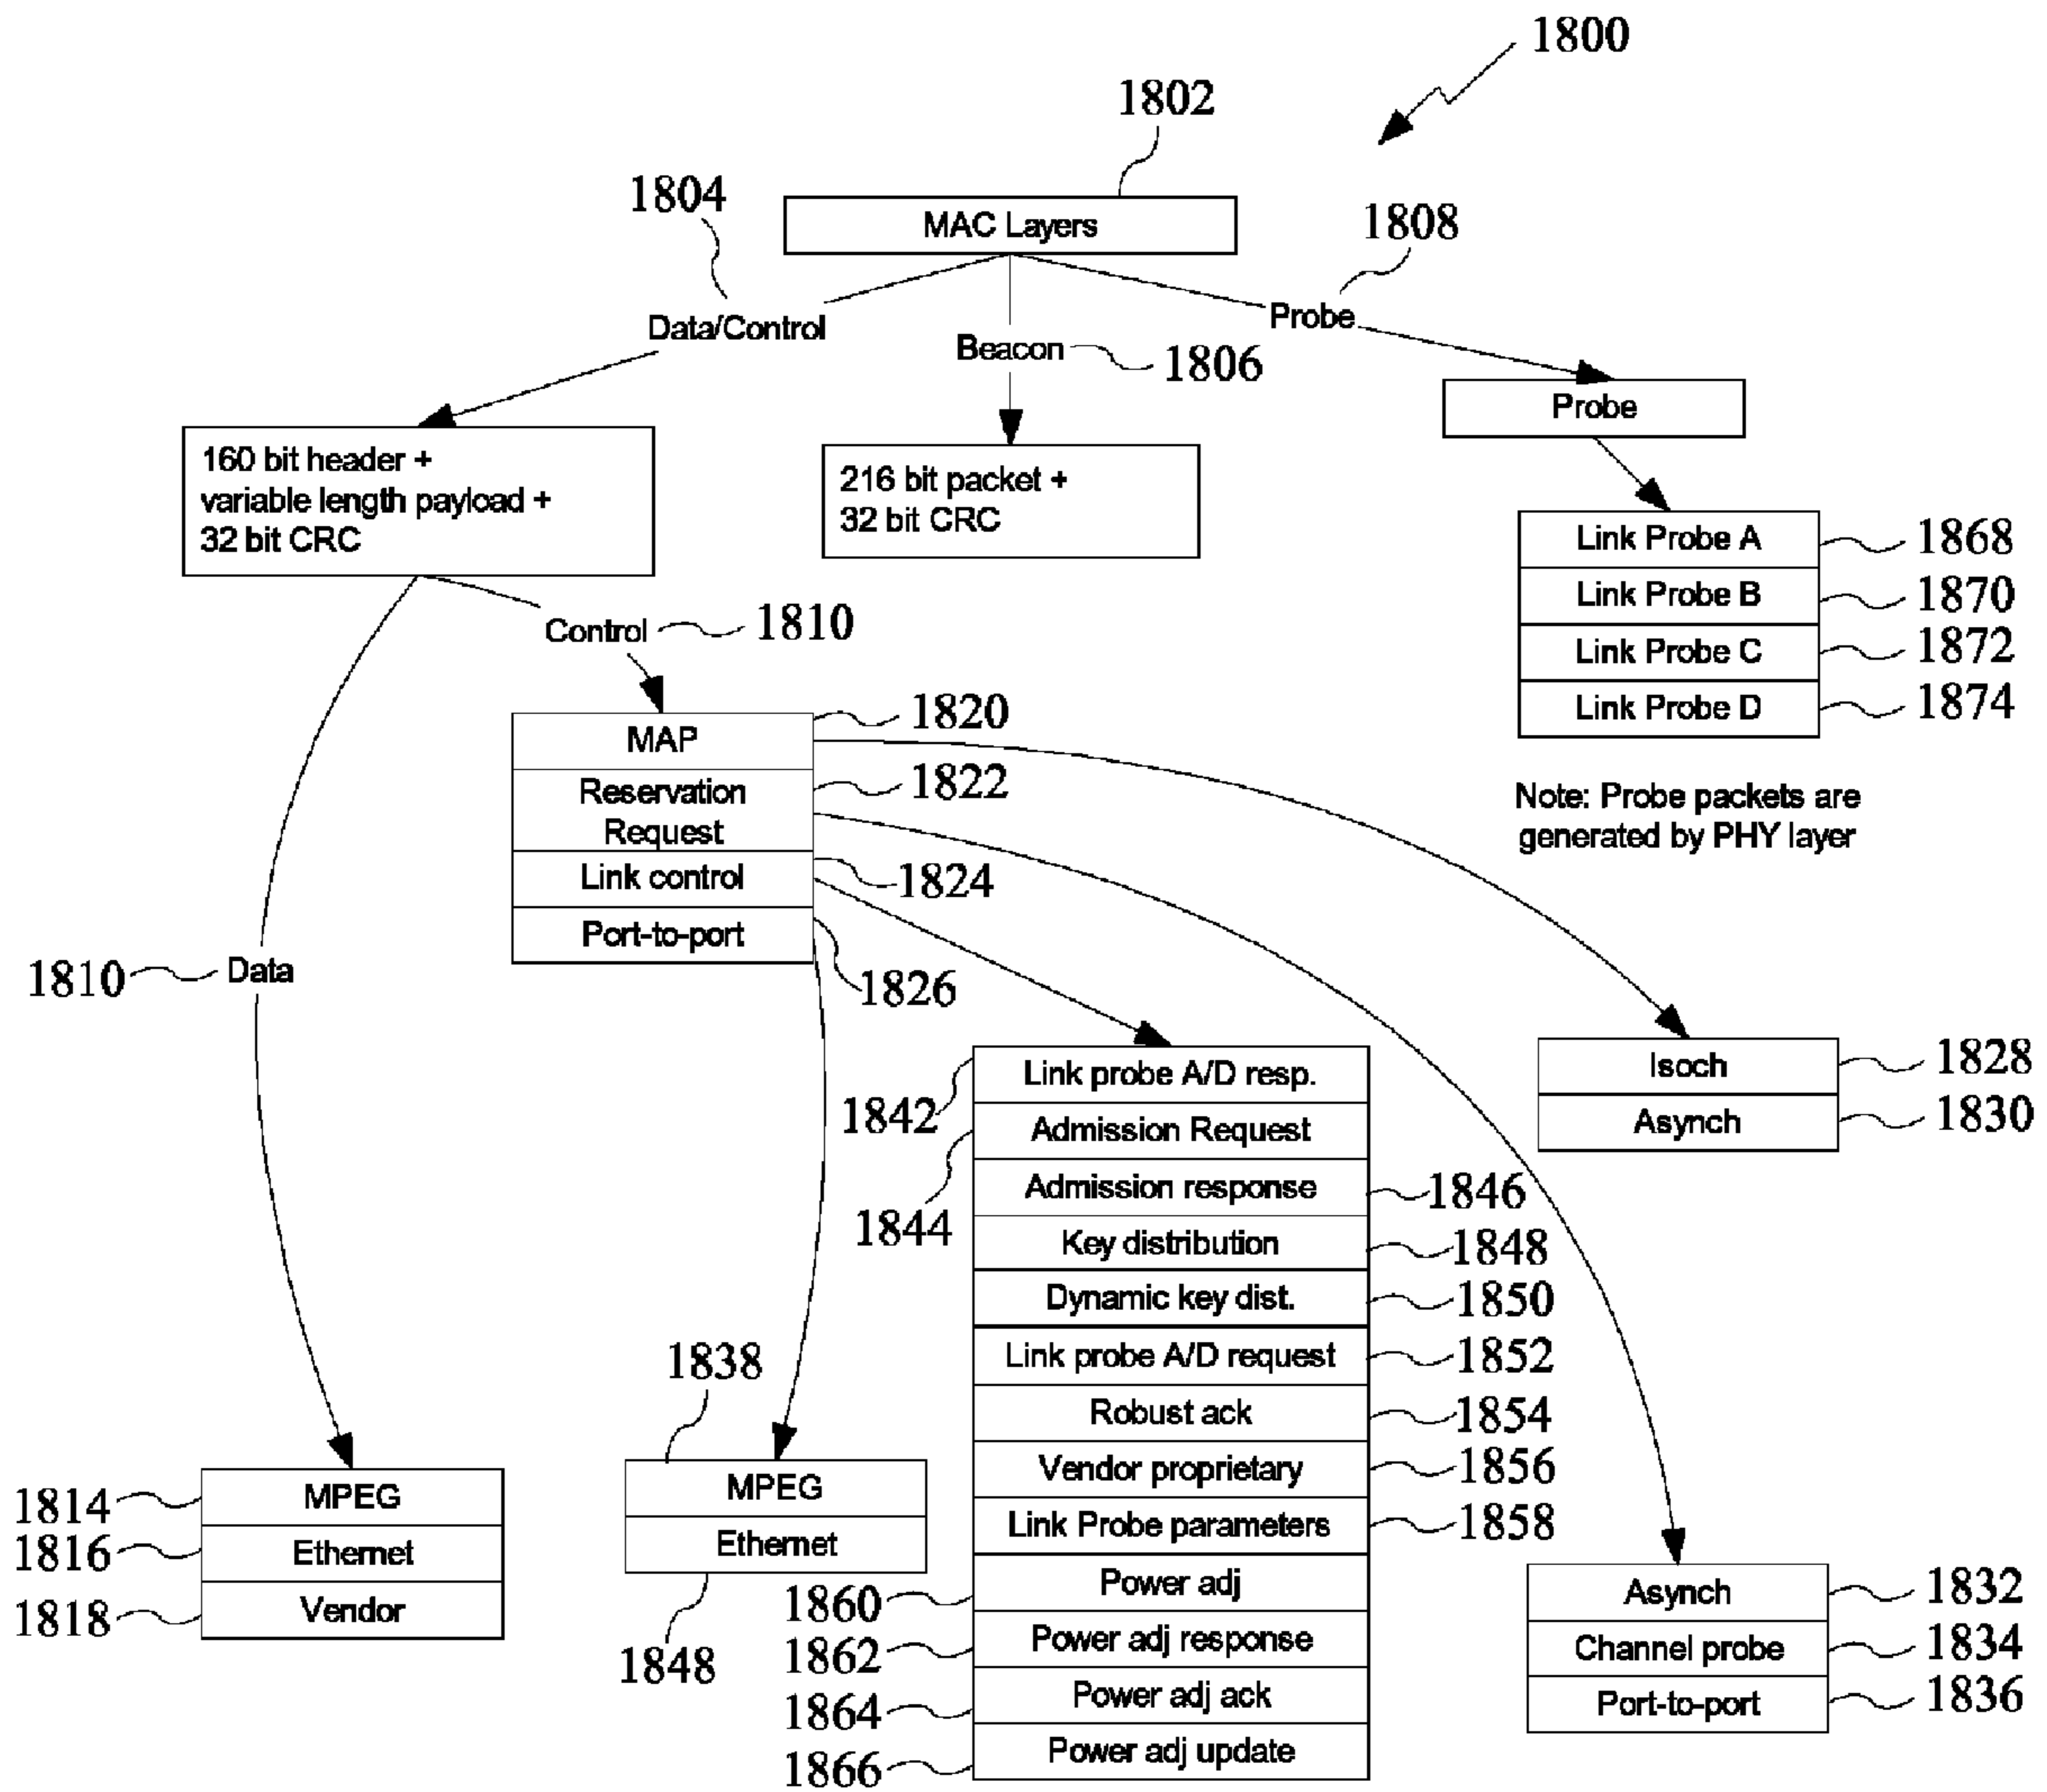 1800
1802
1804
MAC Layers
1808
Data/Control
Probe
Beacon
1806
Probe
160 bit header +
variable length payload +
32 bit CRC
216 bit packet +
32 bit CRC
Link Probe A
1868
Link Probe B
1870
Link Probe C
1872
Link Probe D
1874
Control
1810
MAP
1820
Reservation
Request
1822
Link control
1824
Port-to-port
1826
Note: Probe packets are
generated by PHY layer
1810
Data
Isoch
1828
Asynch
1830
1842
Link probe A/D resp.
1844
Admission Request
Admission response
1846
Key distribution
1848
Dynamic key dist.
1850
Link probe A/D request
1852
Robust ack
1854
Vendor proprietary
1856
Link Probe parameters
1858
1860
Power adj
1862
Power adj response
1864
Power adj ack
1866
Power adj update
1838
MPEG
Ethernet
1848
1814
MPEG
1816
Ethernet
1818
Vendor
Asynch
1832
Channel probe
1834
Port-to-port
1836